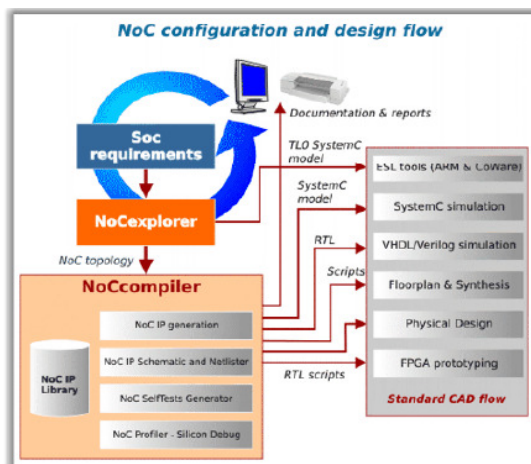 NoC configuration and design flow
Documentation & reports
Soc
requirements
TL0 SystemC
model
ESL tools (ARM & CoWare)
SystemC
model
SystemC simulation
NoCexplorer
RTL
VHDL/Verilog simulation
NoC topology
Scripts
NoCcompiler
Floorplan & Synthesis
NoC IP generation
Physical Design
NoC IP
Library
NoC IP Schematic and Netlister
FPGA prototyping
RTL scripts
NoC SelfTests Generator
Standard CAD flow
NoC Profiler - Silicon Debug